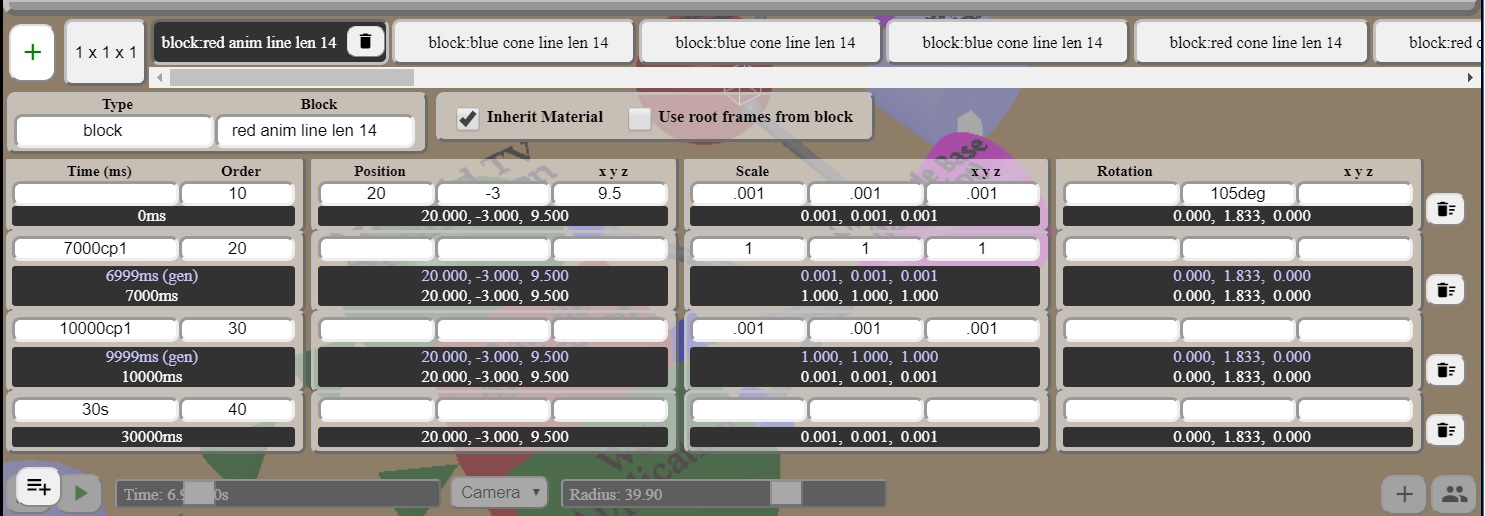 + 1 x 1 x 1 block:red anim line len 14 block:blue cone line len 14 block:blue cone line len 14 block:blue cone line len 14 block:red cone line len 14 block:red
Type Block
block red anim line len 14
Inherit Material Use root frames from block
Time (ms) Order Position x y z Scale x y z Rotation x y z
10 20 -3 9.5 .001 .001 .001 105deg
0ms 20.000, -3.000, 9.500 0.001, 0.001, 0.001 0.000, 1.833, 0.000
7000cp1 20 1 1 1
6999ms (gen) 20.000, -3.000, 9.500 0.001, 0.001, 0.001 0.000, 1.833, 0.000
7000ms 20.000, -3.000, 9.500 1.000, 1.000, 1.000 0.000, 1.833, 0.000
10000cp1 30 .001 .001 .001
9999ms (gen) 20.000, -3.000, 9.500 1.000, 1.000, 1.000 0.000, 1.833, 0.000
10000ms 20.000, -3.000, 9.500 0.001, 0.001, 0.001 0.000, 1.833, 0.000
30s 40
30000ms 20.000, -3.000, 9.500 0.001, 0.001, 0.001 0.000, 1.833, 0.000
Time: 6.9 0s Camera Radius: 39.90 +